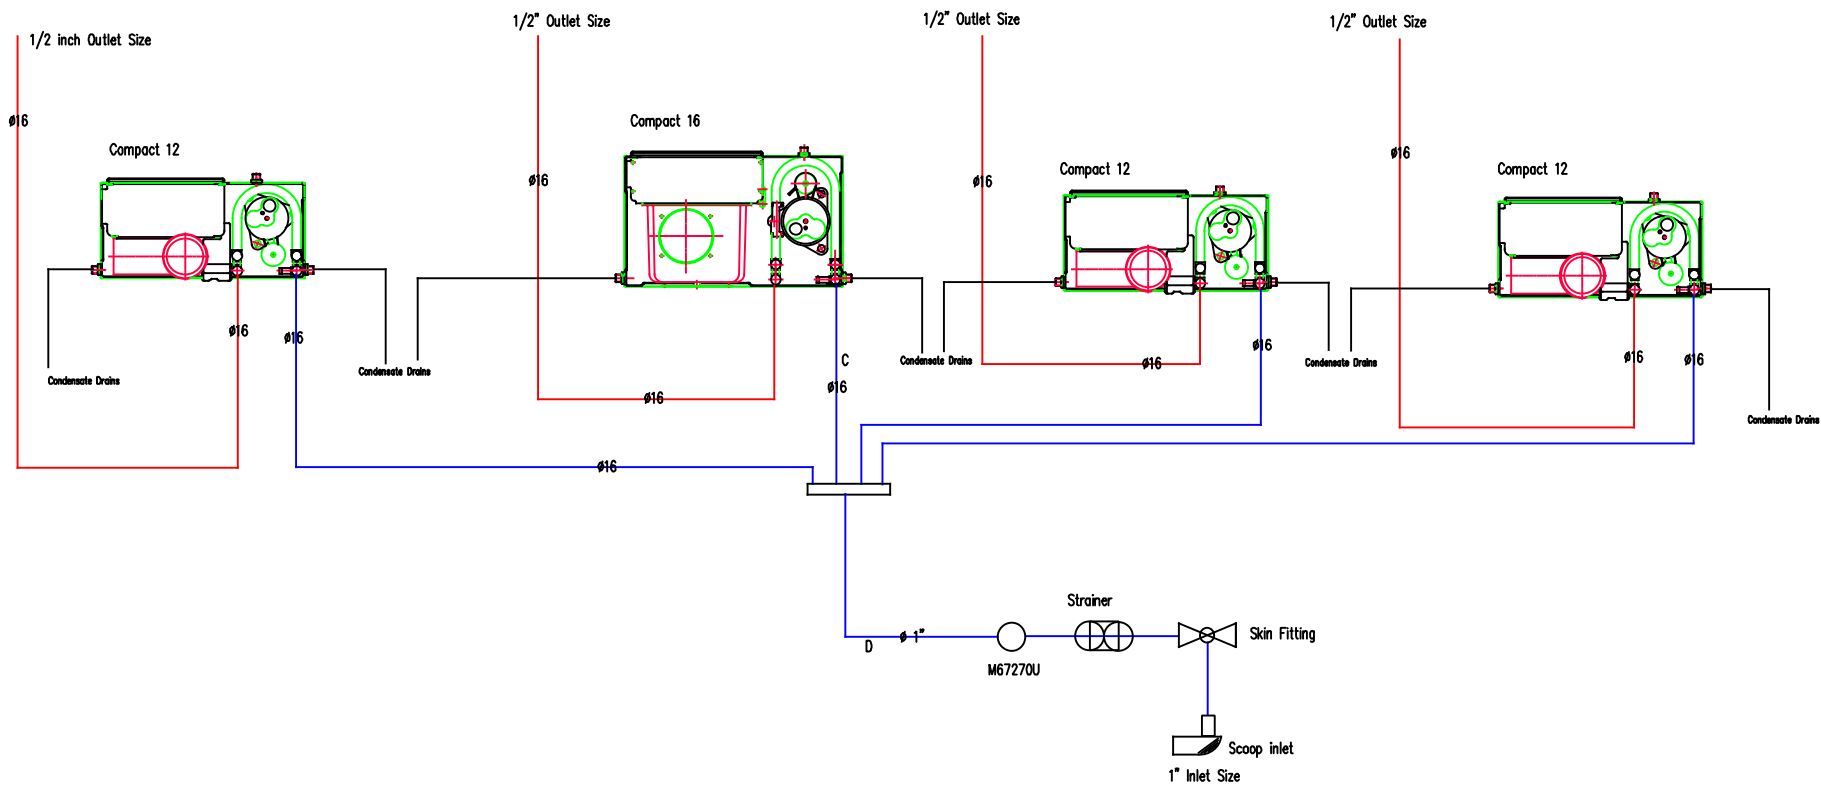 1/2 inch Outlet Size
1/2" Outlet Size
1/2" Outlet Size
1/2" Outlet Size
ø16
ø16
ø16
ø16
Compact 12
Compact 16
Compact 12
Compact 12
ø16
ø16
Condensate Drains
Condensate Drains
ø16
C
ø16
Condensate Drains
ø16
ø16
Condensate Drains
ø16
ø16
Condensate Drains
ø16
D
ø 1"
M67270U
Strainer
Skin Fitting
Scoop inlet
1" Inlet Size